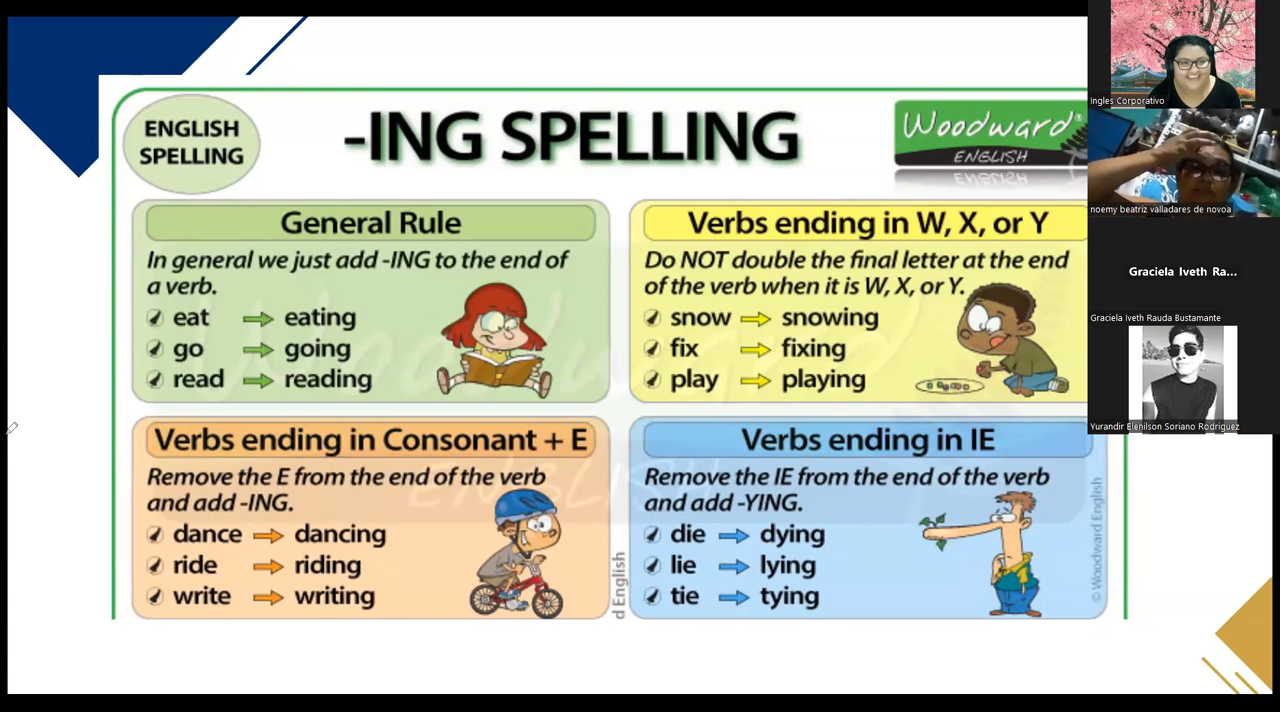 ENGLISH
SPELLING
-ING SPELLING
Woodward®
ENGLISH
General Rule
In general we just add -ING to the end of
a verb.
eat eating
go going
read reading
Verbs ending in W, X, or Y
Do NOT double the final letter at the end
of the verb when it is W, X, or Y.
snow snowing
fix fixing
play playing
Verbs ending in Consonant + E
Remove the E from the end of the verb
and add -ING.
dance dancing
ride riding
write writing
d English
Verbs ending in IE
Remove the IE from the end of the verb
and add -YING.
die dying
lie lying
tie tying
© Woodward English
Ingles Corporativo
noemy beatriz valladares de novoa
Graciela Iveth Ra...
Graciela Iveth Rauda Bustamante
Yurandir Elenilson Soriano Rodriguez